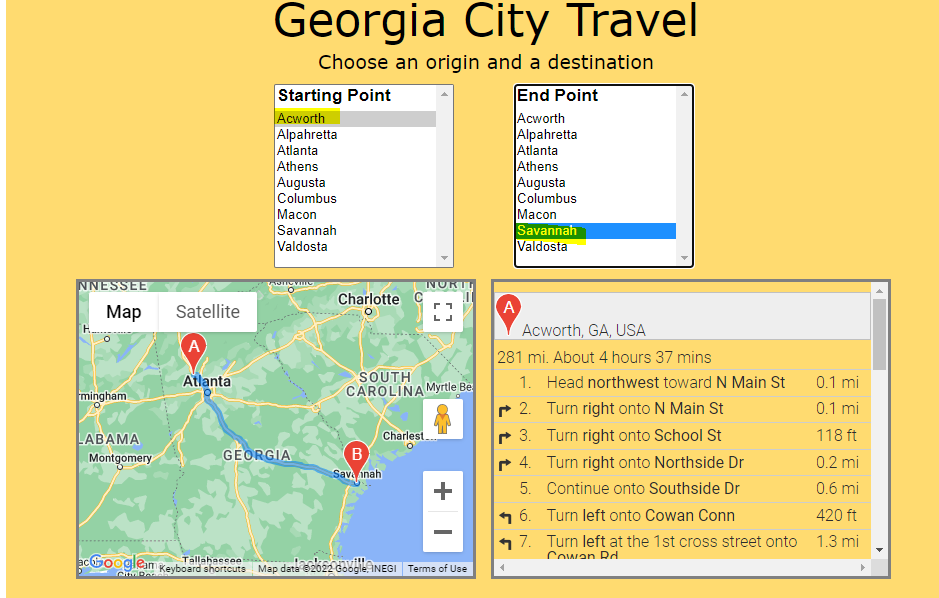 Georgia City Travel
Choose an origin and a destination
Starting Point
Acworth
Alpahretta
Atlanta
Athens
Augusta
Columbus
Macon
Savannah
Valdosta
End Point
Acworth
Alpahretta
Atlanta
Athens
Augusta
Columbus
Macon
Savannah
Valdosta
NNESSEE
Asheville
NORTH
Map Satellite
Charlotte
A
Atlanta
SOUTH
CAROLINA
Myrtle Bea
rmingham
LABAMA
Montgomery
GEORGIA
B
Savannah
Tallahassee
Jacksonville
Google
Keyboard shortcuts Map data ©2022 Google, INEGI Terms of Use
A Acworth, GA, USA
281 mi. About 4 hours 37 mins
1. Head northwest toward N Main St 0.1 mi
2. Turn right onto N Main St 0.1 mi
3. Turn right onto School St 118 ft
4. Turn right onto Northside Dr 0.2 mi
5. Continue onto Southside Dr 0.6 mi
6. Turn left onto Cowan Conn 420 ft
7. Turn left at the 1st cross street onto 1.3 mi
Cowan Rd